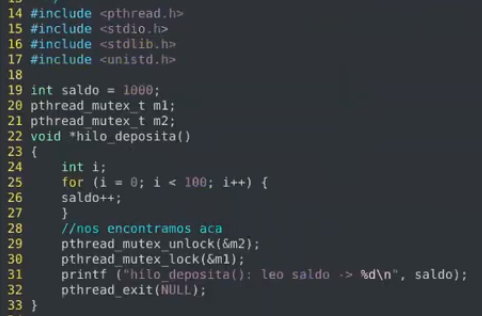 14 #include <pthread.h>
15 #include <stdio.h>
16 #include <stdlib.h>
17 #include <unistd.h>
18
19 int saldo = 1000;
20 pthread_mutex_t m1;
21 pthread_mutex_t m2;
22 void *hilo_deposita()
23 {
24     int i;
25     for (i = 0; i < 100; i++) {
26     saldo++;
27     }
28     //nos encontramos aca
29     pthread_mutex_unlock(&m2);
30     pthread_mutex_lock(&m1);
31     printf ("hilo_deposita(): leo saldo -> %d\n", saldo);
32     pthread_exit(NULL);
33 }